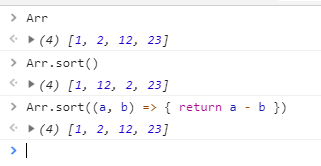 > Arr
<· ▶ (4) [1, 2, 12, 23]
> Arr.sort()
<· ▶ (4) [1, 12, 2, 23]
> Arr.sort((a, b) => { return a - b })
<· ▶ (4) [1, 2, 12, 23]
>